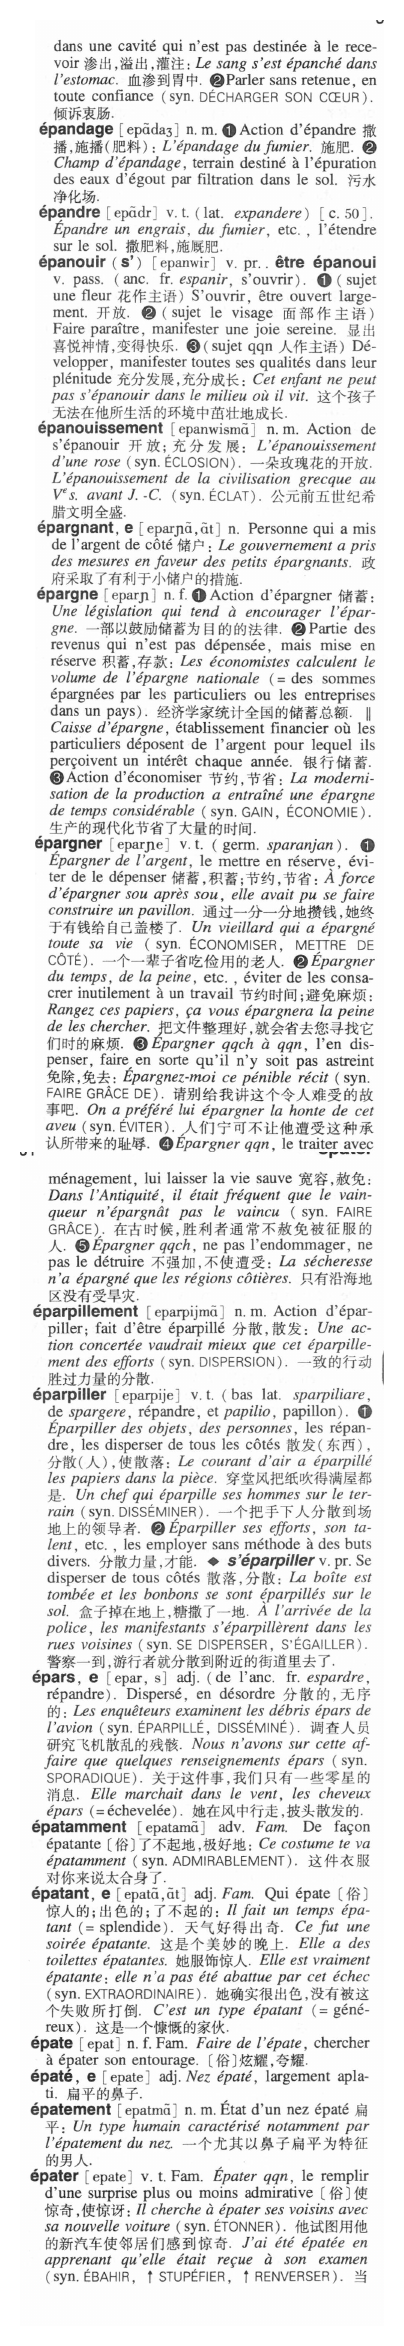 dans une cavité qui n'est pas destinée à le rece-
voir 渗出,溢出,灌注: Le sang s'est épanché dans
l'estomac. 血渗到胃中. ❷Parler sans retenue, en
toute confiance (syn. DÉCHARGER SON CŒUR).
倾诉衷肠.
épandage [epɑ̃daʒ] n. m. ❶Action d'épandre 撒
播,施播(肥料): L'épandage du fumier. 施肥. ❷
Champ d'épandage, terrain destiné à l'épuration
des eaux d'égout par filtration dans le sol. 污水
净化场.
épandre [epɑ̃dr] v. t. (lat. expandere) [c. 50].
Épandre un engrais, du fumier, etc., l'étendre
sur le sol. 撒肥料,施厩肥.
épanouir (s') [epanwir] v. pr.. être épanoui
v. pass. (anc. fr. espanir, s'ouvrir). ❶(sujet
une fleur 花作主语) S'ouvrir, être ouvert large-
ment. 开放. ❷(sujet le visage 面部作主语)
Faire paraître, manifester une joie sereine. 显出
喜悦神情,变得快乐. ❸(sujet qqn 人作主语) Dé-
velopper, manifester toutes ses qualités dans leur
plénitude 充分发展,充分成长: Cet enfant ne peut
pas s'épanouir dans le milieu où il vit. 这个孩子
无法在他所生活的环境中茁壮地成长.
épanouissement [epanwismɑ̃] n. m. Action de
s'épanouir 开放;充分发展: L'épanouissement
d'une rose (syn. ÉCLOSION). 一朵玫瑰花的开放.
L'épanouissement de la civilisation grecque au
Vᵉ s. avant J.-C. (syn. ÉCLAT). 公元前五世纪希
腊文明全盛.
épargnant, e [eparɲɑ̃,ɑ̃t] n. Personne qui a mis
de l'argent de côté 储户: Le gouvernement a pris
des mesures en faveur des petits épargnants. 政
府采取了有利于小储户的措施.
épargne [eparɲ] n. f. ❶Action d'épargner 储蓄:
Une législation qui tend à encourager l'épar-
gne. 一部以鼓励储蓄为目的的法律. ❷Partie des
revenus qui n'est pas dépensée, mais mise en
réserve 积蓄,存款: Les économistes calculent le
volume de l'épargne nationale (= des sommes
épargnées par les particuliers ou les entreprises
dans un pays). 经济学家统计全国的储蓄总额. ‖
Caisse d'épargne, établissement financier où les
particuliers déposent de l'argent pour lequel ils
perçoivent un intérêt chaque année. 银行储蓄.
❸Action d'économiser 节约,节省: La moderni-
sation de la production a entraîné une épargne
de temps considérable (syn. GAIN, ÉCONOMIE).
生产的现代化节省了大量的时间.
épargner [eparɲe] v. t. (germ. sparanjan). ❶
Épargner de l'argent, le mettre en réserve, évi-
ter de le dépenser 储蓄,积蓄;节约,节省: À force
d'épargner sou après sou, elle avait pu se faire
construire un pavillon. 通过一分一分地攒钱,她终
于有钱给自己盖楼了. Un vieillard qui a épargné
toute sa vie (syn. ÉCONOMISER, METTRE DE
CÔTÉ). 一个一辈子省吃俭用的老人. ❷Épargner
du temps, de la peine, etc., éviter de les consa-
crer inutilement à un travail 节约时间;避免麻烦:
Rangez ces papiers, ça vous épargnera la peine
de les chercher. 把文件整理好,就会省去您寻找它
们时的麻烦. ❸Épargner qqch à qqn, l'en dis-
penser, faire en sorte qu'il n'y soit pas astreint
免除,免去: Épargnez-moi ce pénible récit (syn.
FAIRE GRÂCE DE). 请别给我讲这个令人难受的故
事吧. On a préféré lui épargner la honte de cet
aveu (syn. ÉVITER). 人们宁可不让他遭受这种承
认所带来的耻辱. ❹Épargner qqn, le traiter avec
ménagement, lui laisser la vie sauve 宽容,赦免:
Dans l'Antiquité, il était fréquent que le vain-
queur n'épargnât pas le vaincu (syn. FAIRE
GRÂCE). 在古时候,胜利者通常不赦免被征服的
人. ❺Épargner qqch, ne pas l'endommager, ne
pas le détruire 不强加,不使遭受: La sécheresse
n'a épargné que les régions côtières. 只有沿海地
区没有受旱灾.
éparpillement [eparpijmɑ̃] n. m. Action d'épar-
piller; fait d'être éparpillé 分散,散发: Une ac-
tion concertée vaudrait mieux que cet éparpille-
ment des efforts (syn. DISPERSION). 一致的行动
胜过力量的分散.
éparpiller [eparpije] v. t. (bas lat. sparpiliare,
de spargere, répandre, et papilio, papillon). ❶
Éparpiller des objets, des personnes, les répan-
dre, les disperser de tous les côtés 散发(东西),
分散(人),使散落: Le courant d'air a éparpillé
les papiers dans la pièce. 穿堂风把纸吹得满屋都
是. Un chef qui éparpille ses hommes sur le ter-
rain (syn. DISSÉMINER). 一个把手下人分散到场
地上的领导者. ❷Éparpiller ses efforts, son ta-
lent, etc., les employer sans méthode à des buts
divers. 分散力量,才能. ◆ s'éparpiller v. pr. Se
disperser de tous côtés 散落,分散: La boîte est
tombée et les bonbons se sont éparpillés sur le
sol. 盒子掉在地上,糖撒了一地. À l'arrivée de la
police, les manifestants s'éparpillèrent dans les
rues voisines (syn. SE DISPERSER, S'ÉGAILLER).
警察一到,游行者就分散到附近的街道里去了.
épars, e [epar, s] adj. (de l'anc. fr. espardre,
répandre). Dispersé, en désordre 分散的,无序
的: Les enquêteurs examinent les débris épars de
l'avion (syn. ÉPARPILLÉ, DISSÉMINÉ). 调查人员
研究飞机散乱的残骸. Nous n'avons sur cette af-
faire que quelques renseignements épars (syn.
SPORADIQUE). 关于这件事,我们只有一些零星的
消息. Elle marchait dans le vent, les cheveux
épars (=échevelée). 她在风中行走,披头散发的.
épatamment [epatamɑ̃] adv. Fam. De façon
épatante [俗]了不起地,极好地: Ce costume te va
épatamment (syn. ADMIRABLEMENT). 这件衣服
对你来说太合身了.
épatant, e [epatɑ̃,ɑ̃t] adj. Fam. Qui épate [俗]
惊人的;出色的;了不起的: Il fait un temps épa-
tant (= splendide). 天气好得出奇. Ce fut une
soirée épatante. 这是个美妙的晚上. Elle a des
toilettes épatantes. 她服饰惊人. Elle est vraiment
épatante: elle n'a pas été abattue par cet échec
(syn. EXTRAORDINAIRE). 她确实很出色,没有被这
个失败所打倒. C'est un type épatant (= géné-
reux). 这是一个慷慨的家伙.
épate [epat] n. f. Fam. Faire de l'épate, chercher
à épater son entourage. [俗]炫耀,夸耀.
épaté, e [epate] adj. Nez épaté, largement apla-
ti. 扁平的鼻子.
épatement [epatmɑ̃] n. m. État d'un nez épaté 扁
平: Un type humain caractérisé notamment par
l'épatement du nez. 一个尤其以鼻子扁平为特征
的男人.
épater [epate] v. t. Fam. Épater qqn, le remplir
d'une surprise plus ou moins admirative [俗]使
惊奇,使惊讶: Il cherche à épater ses voisins avec
sa nouvelle voiture (syn. ÉTONNER). 他试图用他
的新汽车使邻居们感到惊奇. J'ai été épatée en
apprenant qu'elle était reçue à son examen
(syn. ÉBAHIR, ↑ STUPÉFIER, ↑ RENVERSER). 当